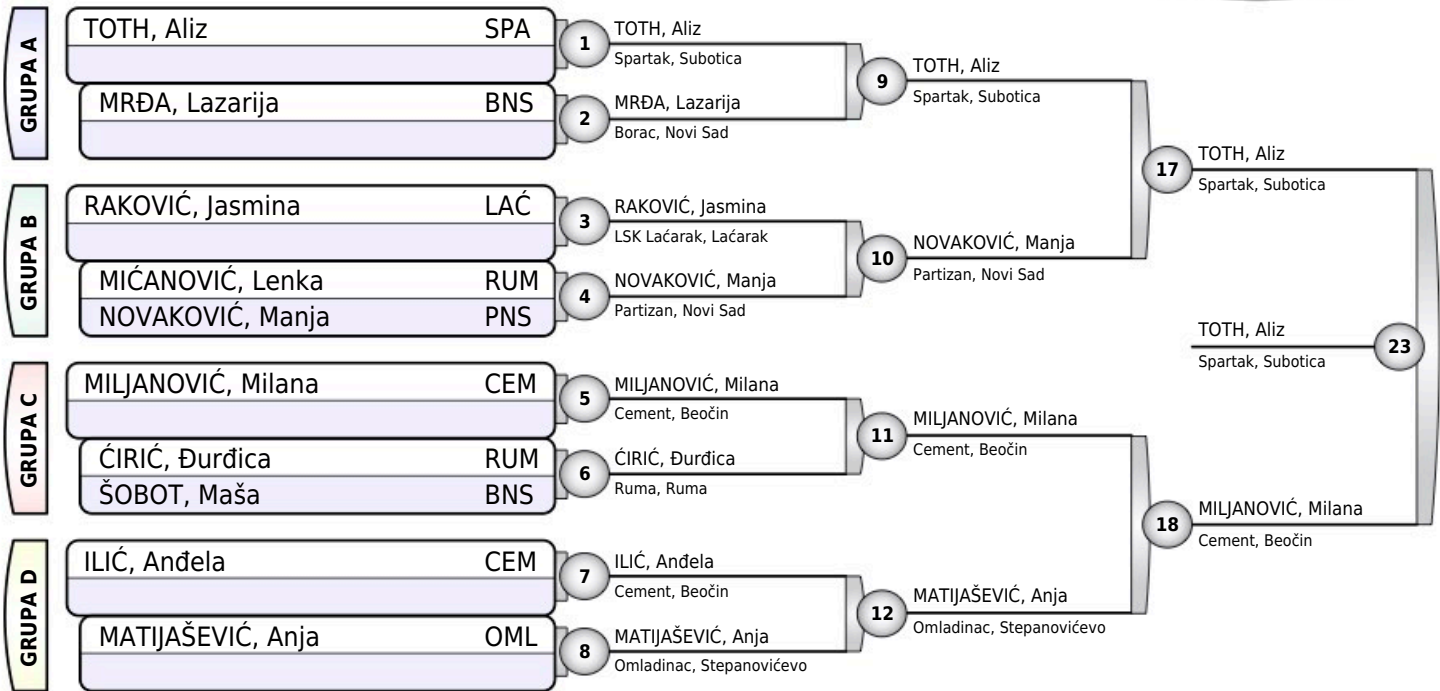 GRUPA A
TOTH, Aliz SPA
MRĐA, Lazarija BNS
GRUPA B
RAKOVIĆ, Jasmina LAĆ
MIĆANOVIĆ, Lenka RUM
NOVAKOVIĆ, Manja PNS
GRUPA C
MILJANOVIĆ, Milana CEM
ĆIRIĆ, Đurđica RUM
ŠOBOT, Maša BNS
GRUPA D
ILIĆ, Anđela CEM
MATIJAŠEVIĆ, Anja OML
1
TOTH, Aliz
Spartak, Subotica
2
MRĐA, Lazarija
Borac, Novi Sad
3
RAKOVIĆ, Jasmina
LSK Laćarak, Laćarak
4
NOVAKOVIĆ, Manja
Partizan, Novi Sad
5
MILJANOVIĆ, Milana
Cement, Beočin
6
ĆIRIĆ, Đurđica
Ruma, Ruma
7
ILIĆ, Anđela
Cement, Beočin
8
MATIJAŠEVIĆ, Anja
Omladinac, Stepanovićevo
9
TOTH, Aliz
Spartak, Subotica
10
NOVAKOVIĆ, Manja
Partizan, Novi Sad
11
MILJANOVIĆ, Milana
Cement, Beočin
12
MATIJAŠEVIĆ, Anja
Omladinac, Stepanovićevo
17
TOTH, Aliz
Spartak, Subotica
18
MILJANOVIĆ, Milana
Cement, Beočin
TOTH, Aliz
Spartak, Subotica
23